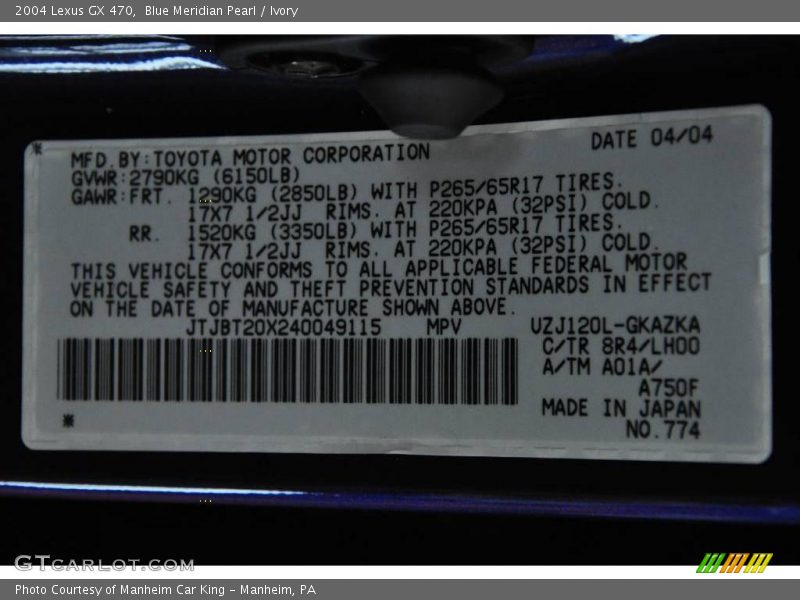 2004 Lexus GX 470, Blue Meridian Pearl / Ivory
DATE 04/04
MFD.BY:TOYOTA MOTOR CORPORATION
GVWR:2790KG (6150LB)
GAWR:FRT. 1290KG (2850LB) WITH P265/65R17 TIRES.
17X7 1/2JJ RIMS. AT 220KPA (32PSI) COLD.
RR. 1520KG (3350LB) WITH P265/65R17 TIRES.
17X7 1/2JJ RIMS. AT 220KPA (32PSI) COLD.
THIS VEHICLE CONFORMS TO ALL APPLICABLE FEDERAL MOTOR
VEHICLE SAFETY AND THEFT PREVENTION STANDARDS IN EFFECT
ON THE DATE OF MANUFACTURE SHOWN ABOVE.
JTJBT20X240049115 MPV UZJ120L-GKAZKA
C/TR 8R4/LH00
A/TM A01A/
A750F
MADE IN JAPAN
NO.774
GTcarlot.com
Photo Courtesy of Manheim Car King - Manheim, PA